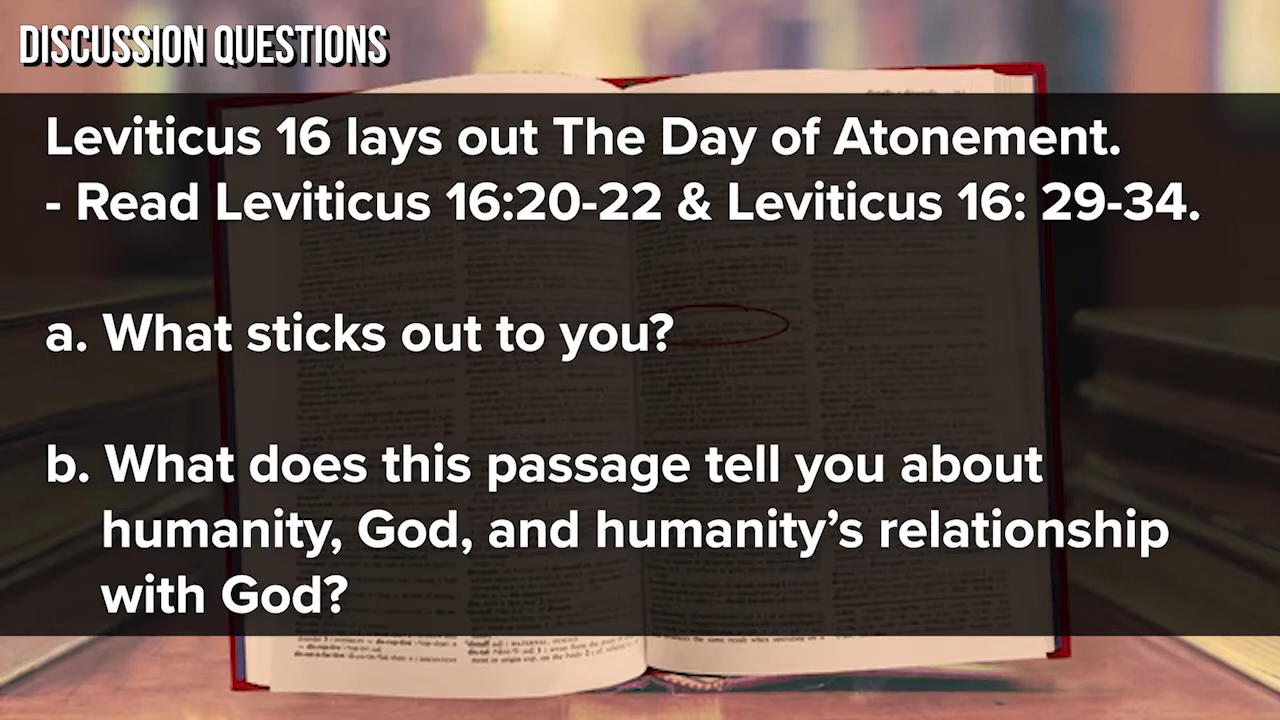 DISCUSSION QUESTIONS
Leviticus 16 lays out The Day of Atonement.
- Read Leviticus 16:20-22 & Leviticus 16: 29-34.
a. What sticks out to you?
b. What does this passage tell you about
humanity, God, and humanity’s relationship
with God?